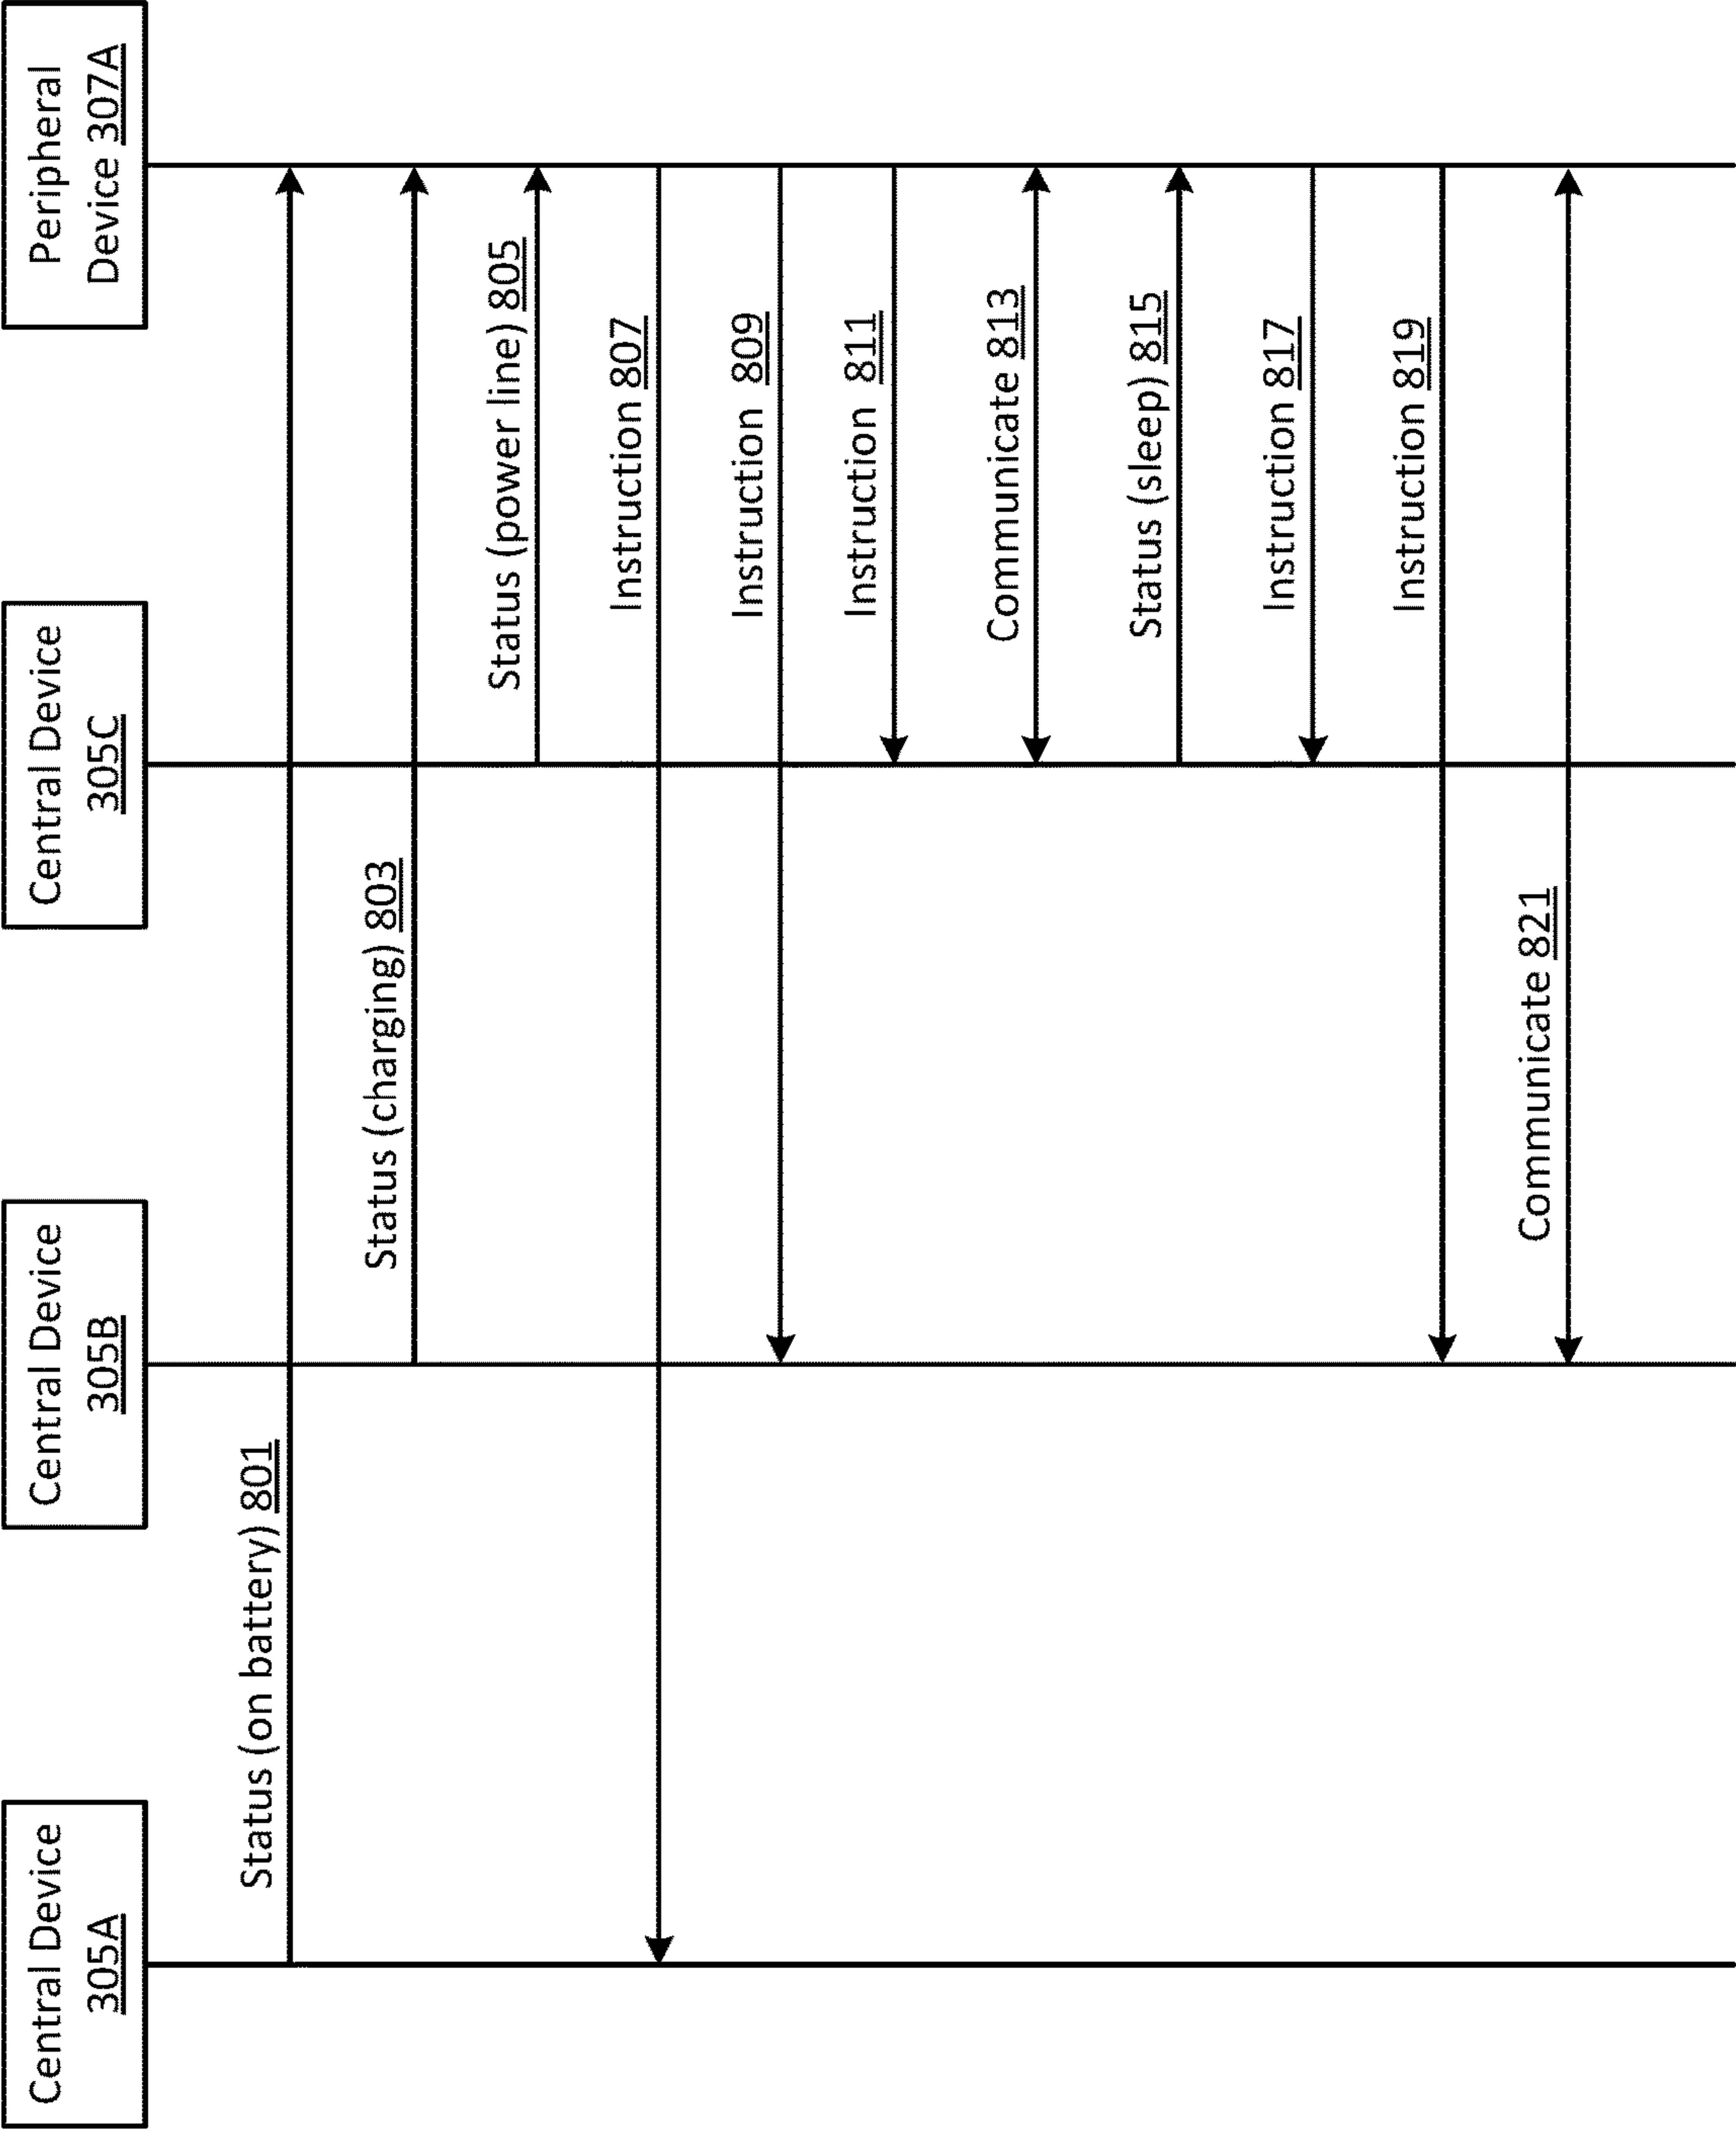 Central Device
305A
Central Device
305B
Central Device
305C
Peripheral
Device 307A
Status (on battery) 801
Status (charging) 803
Status (power line) 805
Instruction 807
Instruction 809
Instruction 811
Communicate 813
Status (sleep) 815
Instruction 817
Instruction 819
Communicate 821